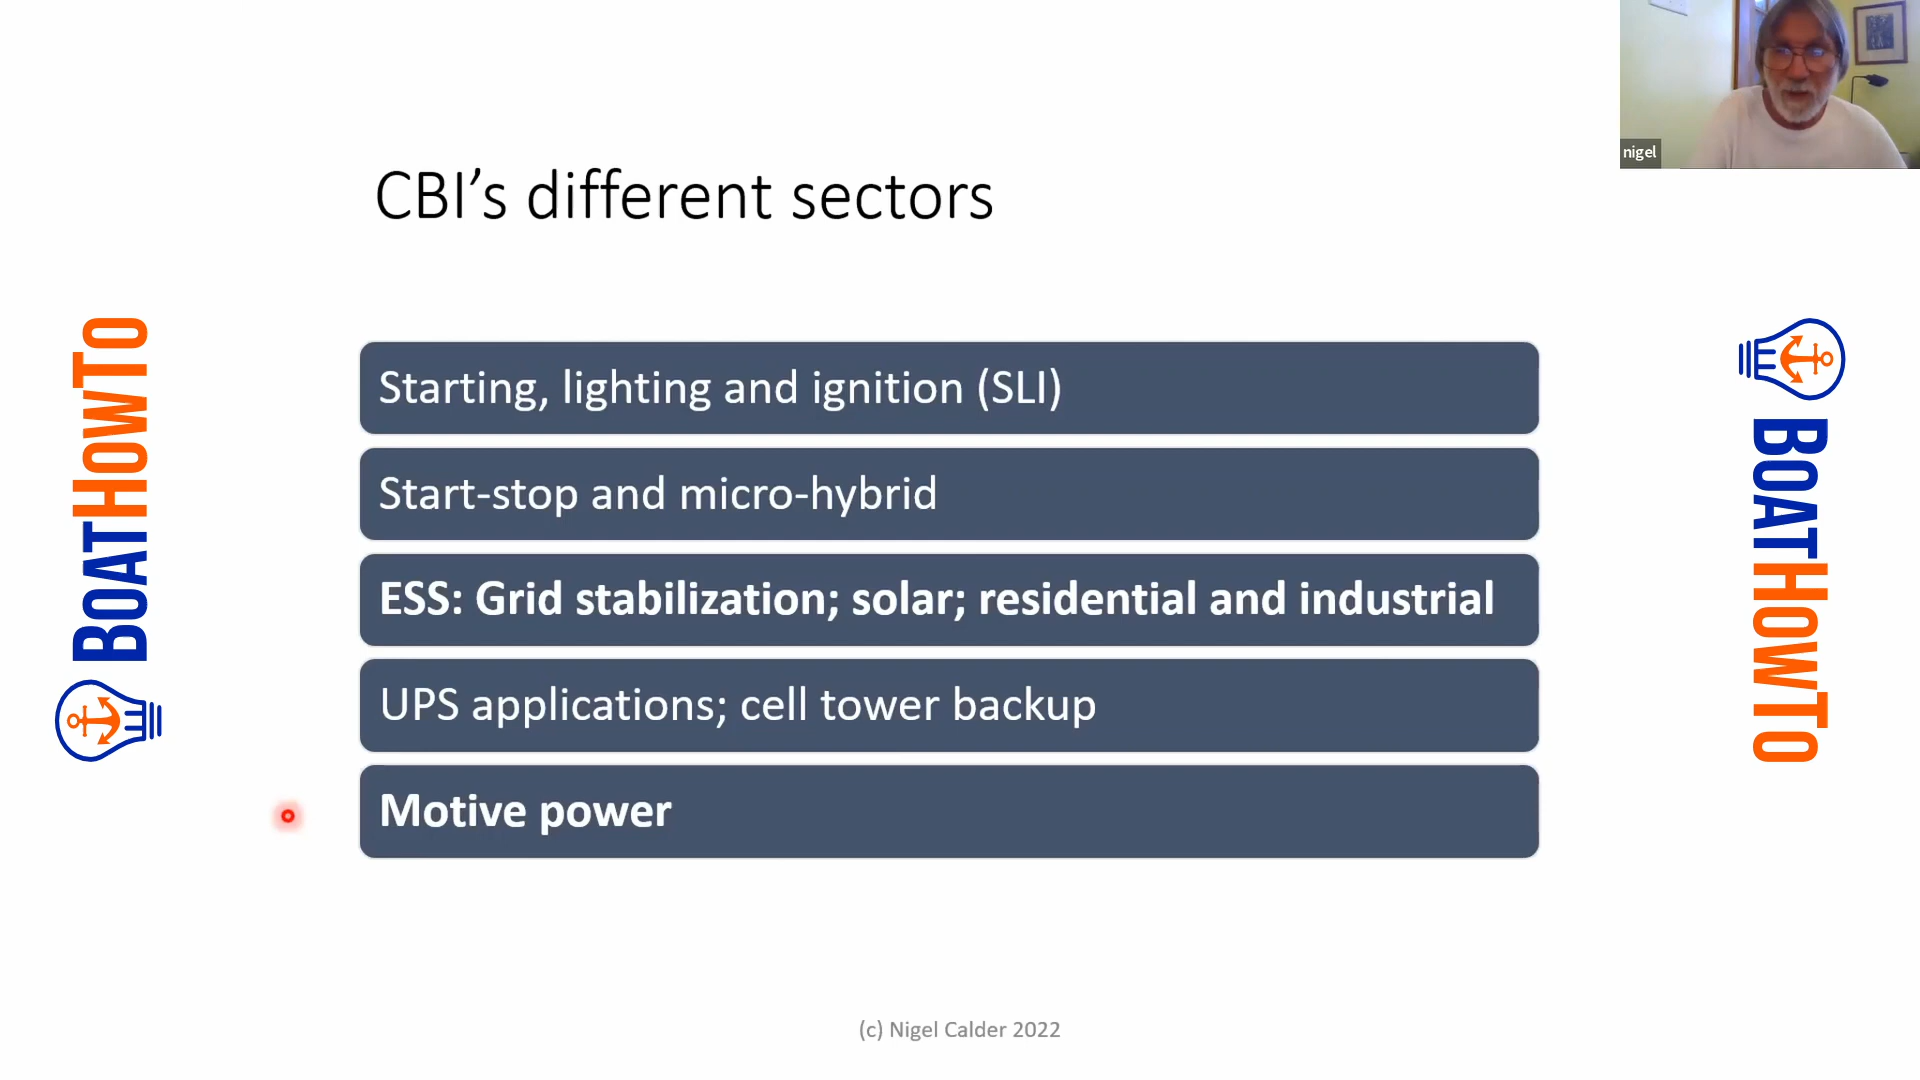 nigel
CBI’s different sectors
BOATHOWTO
Starting, lighting and ignition (SLI)
Start-stop and micro-hybrid
ESS: Grid stabilization; solar; residential and industrial
UPS applications; cell tower backup
Motive power
BOATHOWTO
(c) Nigel Calder 2022